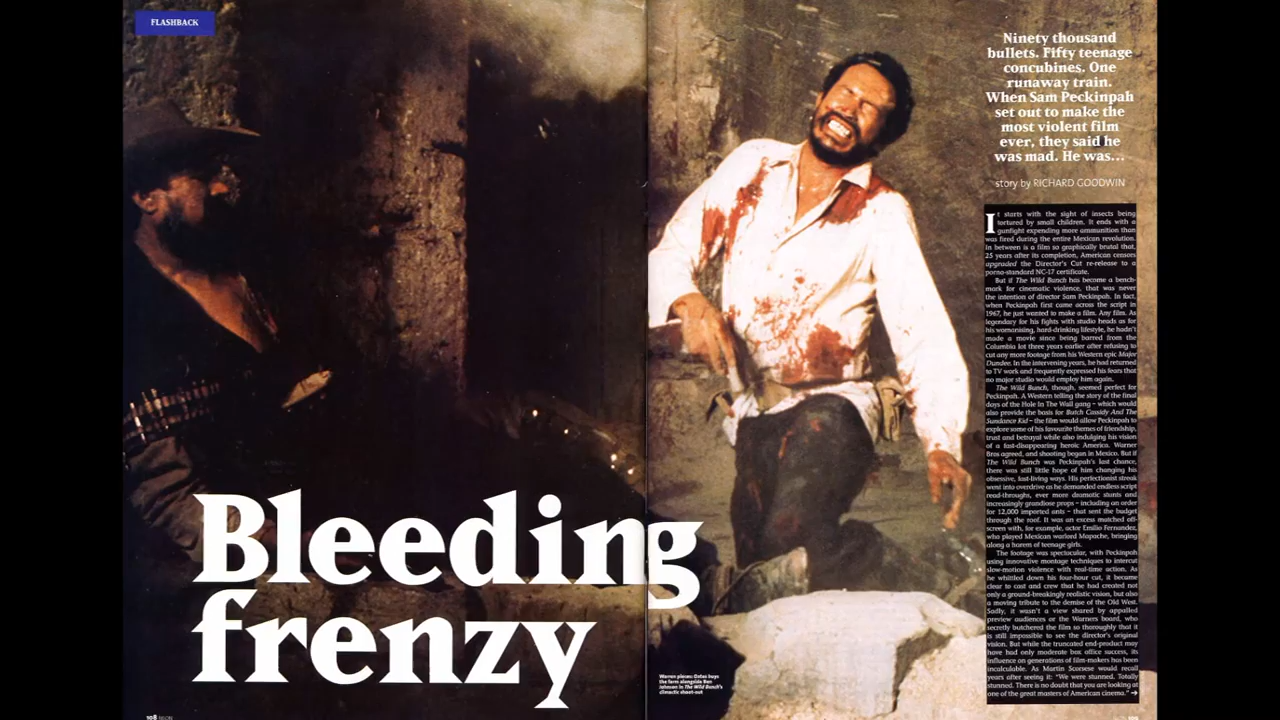 FLASHBACK
Bleeding
frenzy
Ninety thousand
bullets. Fifty teenage
concubines. One
runaway train.
When Sam Peckinpah
set out to make the
most violent film
ever, they said he
was mad. He was...
story by RICHARD GOODWIN
It starts with the sight of insects being
tortured by small children. It ends with a
gunfight expending more ammunition than
was fired during the entire Mexican revolution.
In between is a film so graphically brutal that,
25 years after its completion, American censors
upgraded the Director's Cut re-release to a
porno-standard NC-17 certificate.
But if The Wild Bunch has become a bench-
mark for cinematic violence, that was never
the intention of director Sam Peckinpah. In fact,
when Peckinpah first came across the script in
1967, he just wanted to make a film. Any film. As
legendary for his fights with studio heads as for
his womanising, hard-drinking lifestyle, he hadn't
made a movie since being barred from the
Columbia lot three years earlier after refusing to
cut any more footage from his Western epic Major
Dundee. In the intervening years, he had returned
to TV work and frequently expressed his fears that
no major studio would employ him again.
The Wild Bunch, though, seemed perfect for
Peckinpah. A Western telling the story of the final
days of the Hole In The Wall gang – which would
also provide the basis for Butch Cassidy And The
Sundance Kid – the film would allow Peckinpah to
explore some of his favourite themes of friendship,
trust and betrayal while also indulging his vision
of a fast-disappearing heroic America. Warner
Bros agreed, and shooting began in Mexico. But if
The Wild Bunch was Peckinpah's last chance,
there was still little hope of him changing his
obsessive, fast-living ways. His perfectionist streak
went into overdrive as he demanded endless script
read-throughs, ever more dramatic stunts and
increasingly grandiose props – including an order
for 12,000 imported ants – that sent the budget
through the roof. It was an excess matched off-
screen with, for example, actor Emilio Fernandez,
who played Mexican warlord Mapache, bringing
along a harem of teenage girls.
The footage was spectacular, with Peckinpah
using innovative montage techniques to intercut
slow-motion violence with real-time action. As
he whittled down his four-hour cut, it became
clear to cast and crew that he had created not
only a ground-breakingly realistic vision, but also
a moving tribute to the demise of the Old West.
Sadly, it wasn't a view shared by appalled
preview audiences or the Warners board, who
secretly butchered the film so thoroughly that it
is still impossible to see the director's original
vision. But while the truncated end-product may
have had only moderate box office success, its
influence on generations of film-makers has been
incalculable. As Martin Scorsese would recall
years after seeing it: "We were stunned. Totally
stunned. There is no doubt that you are looking at
one of the great masters of American cinema." →
Warren pieces: Oates buys
the farm alongside Ben
Johnson in The Wild Bunch's
climactic shoot-out
108 NEON